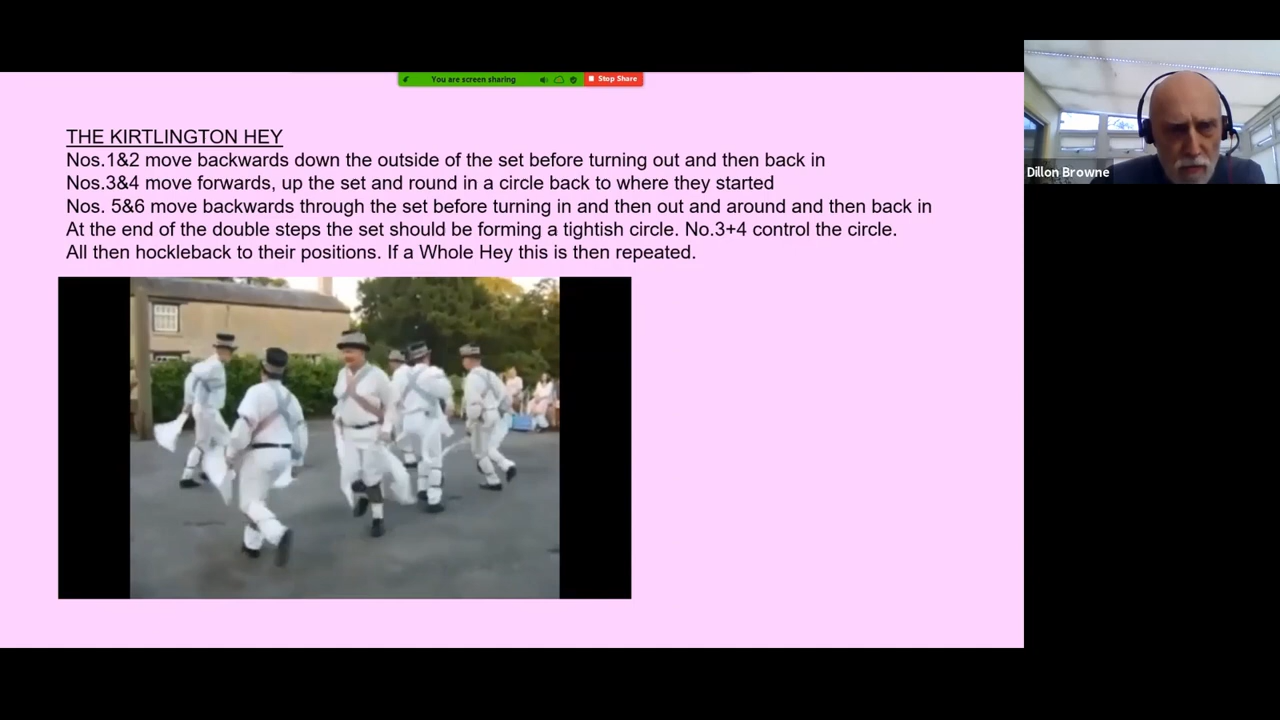 You are screen sharing
Stop Share
THE KIRTLINGTON HEY
Nos.1&2 move backwards down the outside of the set before turning out and then back in
Nos.3&4 move forwards, up the set and round in a circle back to where they started
Nos. 5&6 move backwards through the set before turning in and then out and around and then back in
At the end of the double steps the set should be forming a tightish circle. No.3+4 control the circle.
All then hockleback to their positions. If a Whole Hey this is then repeated.
Dillon Browne